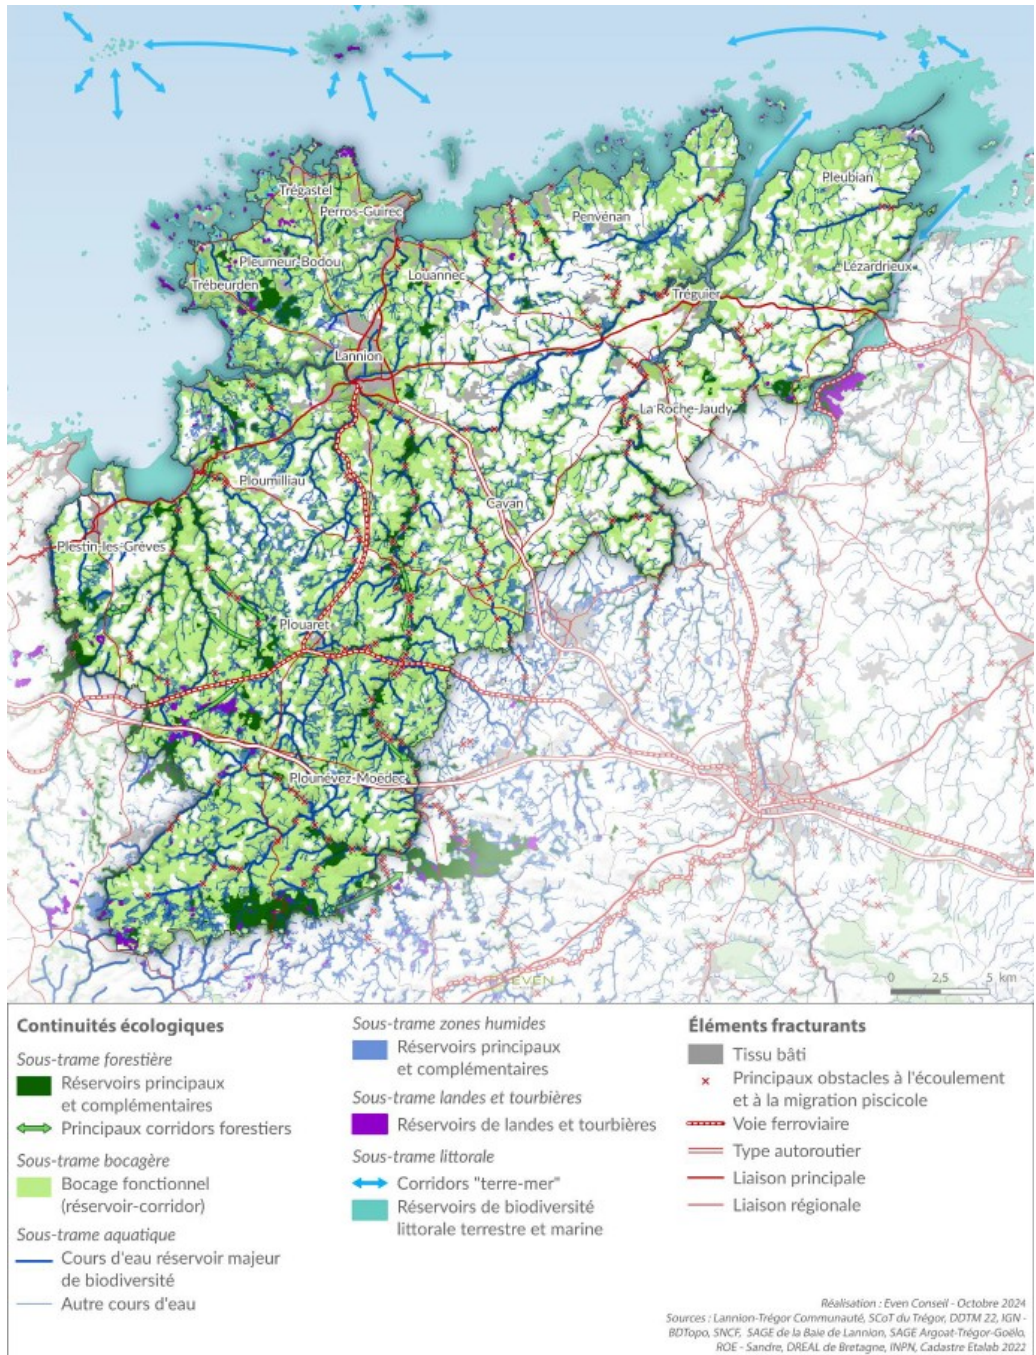 Trégastel
Perros-Guirec
Pleumeur-Bodou
Trébeurden
Louannec
Penvénan
Pleubian
Lézardrieux
Tréguier
Lannion
La Roche-Jaudy
Ploumilliau
Cavan
Plestin-les-Grèves
Plouaret
Plounévez-Moëdec
EVEN
0 2,5 5 km
Continuités écologiques
Sous-trame forestière
Réservoirs principaux
et complémentaires
Principaux corridors forestiers
Sous-trame bocagère
Bocage fonctionnel
(réservoir-corridor)
Sous-trame aquatique
Cours d'eau réservoir majeur
de biodiversité
Autre cours d'eau
Sous-trame zones humides
Réservoirs principaux
et complémentaires
Sous-trame landes et tourbières
Réservoirs de landes et tourbières
Sous-trame littorale
Corridors "terre-mer"
Réservoirs de biodiversité
littorale terrestre et marine
Éléments fracturants
Tissu bâti
Principaux obstacles à l'écoulement
et à la migration piscicole
Voie ferroviaire
Type autoroutier
Liaison principale
Liaison régionale
Réalisation : Even Conseil - Octobre 2024
Sources : Lannion-Trégor Communauté, SCoT du Trégor, DDTM 22, IGN -
BDTopo, SNCF, SAGE de la Baie de Lannion, SAGE Argoat-Trégor-Goëlo,
ROE - Sandre, DREAL de Bretagne, INPN, Cadastre Etalab 2022